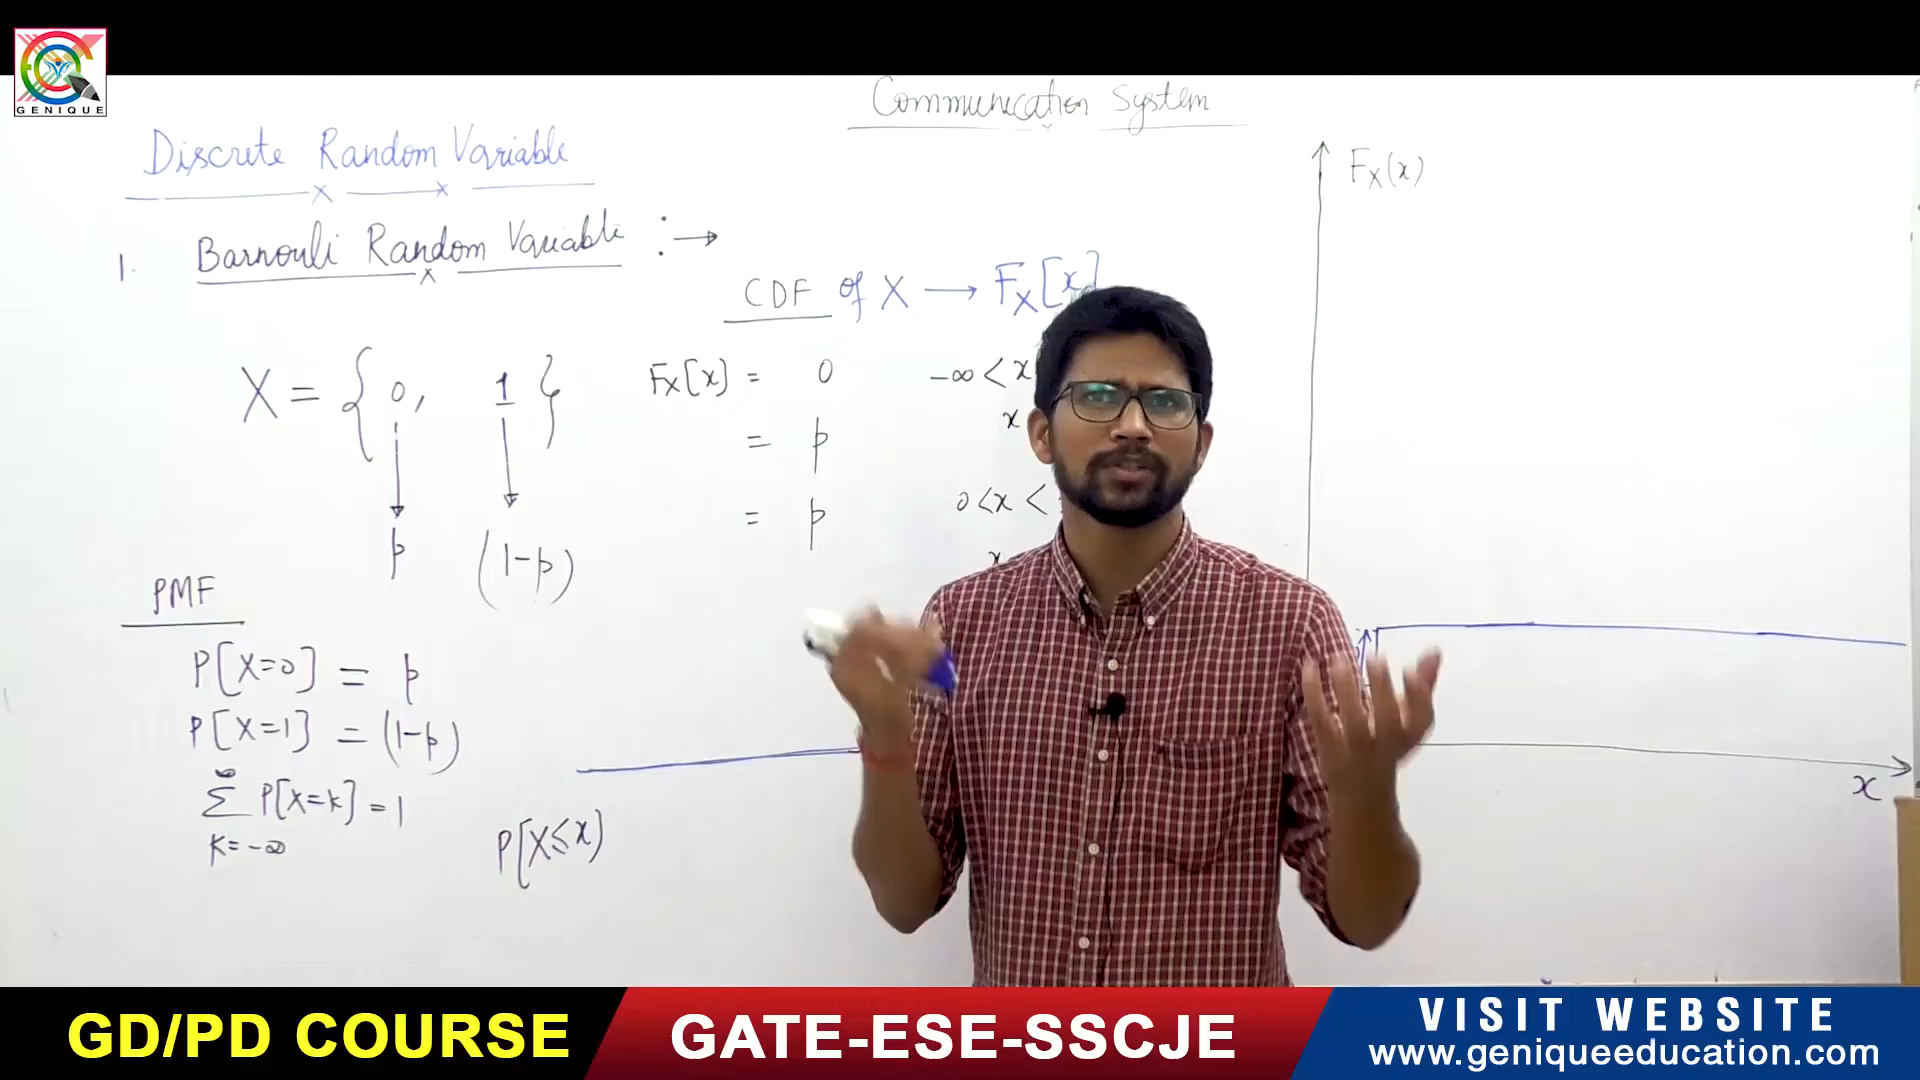 GENIQUE
Communication System
Discrete Random Variable
1. Barnouli Random Variable :→
X = { 0, 1 }
p (1-p)
PMF
P[X=0] = p
P[X=1] = (1-p)
∞
Σ P[X=k] = 1
K=-∞
CDF of X → Fx[x]
Fx[x] = 0 -∞ < x
= p x
= p 0 < x <
x
P[X≤x)
Fx(x)
x
GD/PD COURSE
GATE-ESE-SSCJE
VISIT WEBSITE
www.geniqueeducation.com